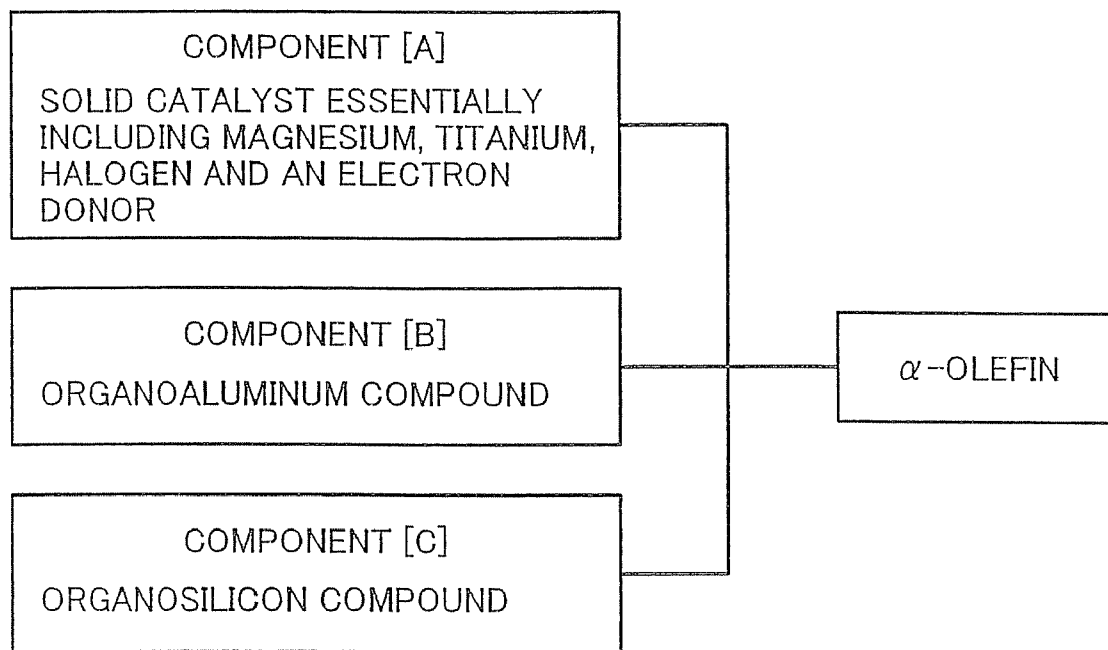 COMPONENT [A]
SOLID CATALYST ESSENTIALLY
INCLUDING MAGNESIUM, TITANIUM,
HALOGEN AND AN ELECTRON
DONOR
COMPONENT [B]
ORGANOALUMINUM COMPOUND
α-OLEFIN
COMPONENT [C]
ORGANOSILICON COMPOUND